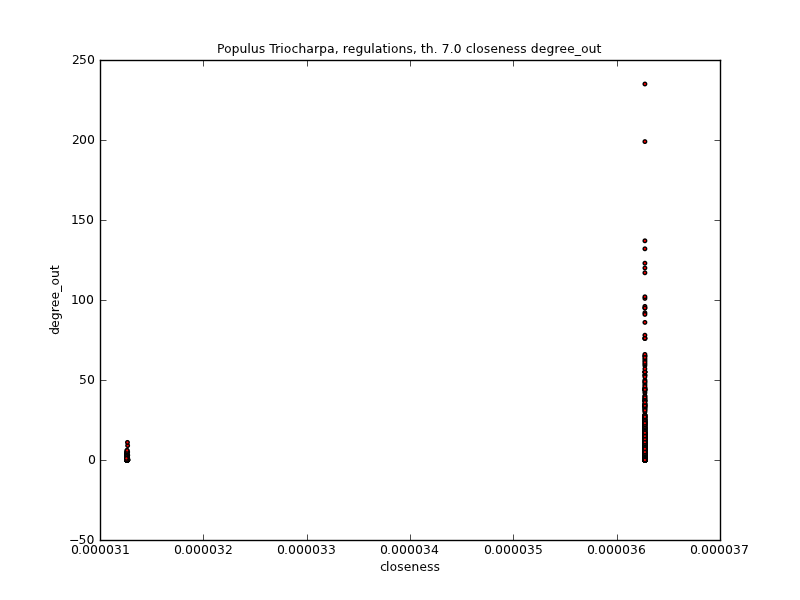 Populus Triocharpa, regulations, th. 7.0 closeness degree_out
250
200
150
100
50
0
−50
degree_out
0.000031 0.000032 0.000033 0.000034 0.000035 0.000036 0.000037
closeness